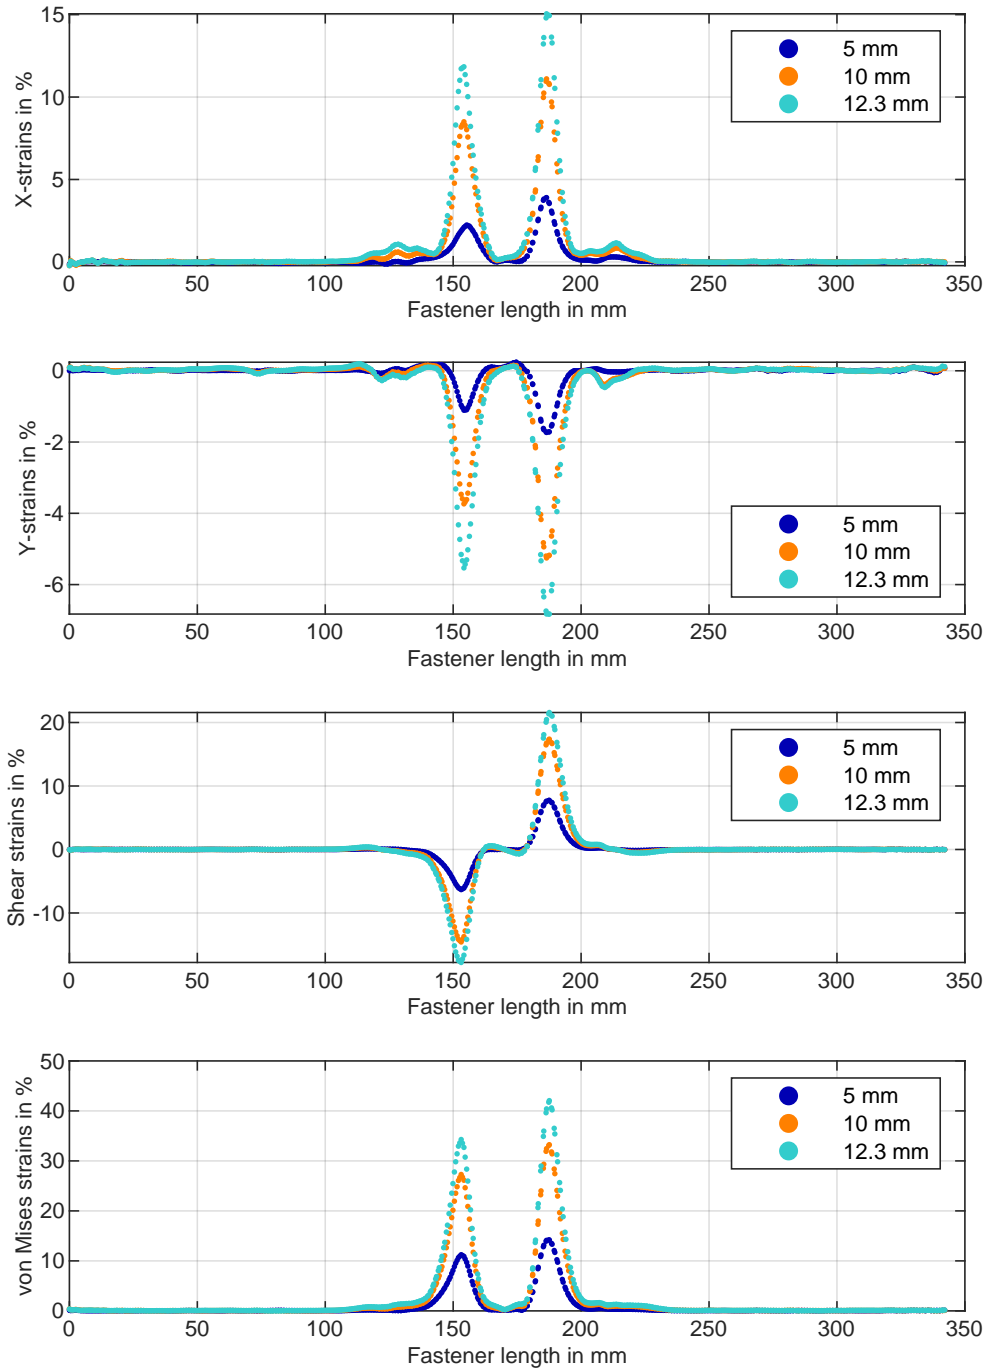 15
10
5
0
X-strains in %
5 mm
10 mm
12.3 mm
0 50 100 150 200 250 300 350
Fastener length in mm
0
-2
-4
-6
Y-strains in %
5 mm
10 mm
12.3 mm
0 50 100 150 200 250 300 350
Fastener length in mm
20
10
0
-10
Shear strains in %
5 mm
10 mm
12.3 mm
0 50 100 150 200 250 300 350
Fastener length in mm
50
40
30
20
10
0
von Mises strains in %
5 mm
10 mm
12.3 mm
0 50 100 150 200 250 300 350
Fastener length in mm